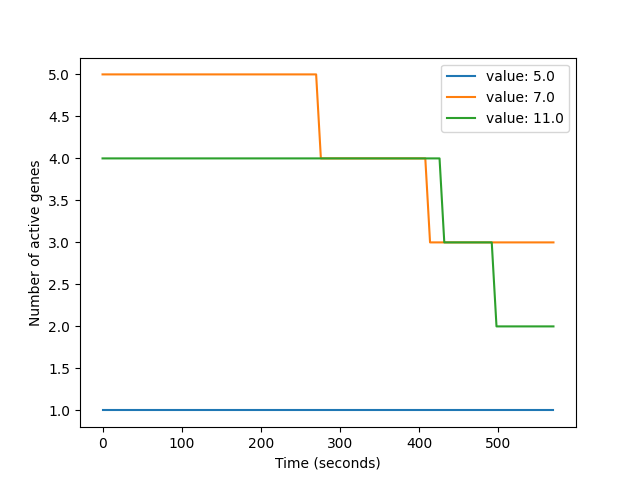 value: 5.0
value: 7.0
value: 11.0
5.0
4.5
4.0
3.5
3.0
2.5
2.0
1.5
1.0
Number of active genes
0 100 200 300 400 500
Time (seconds)